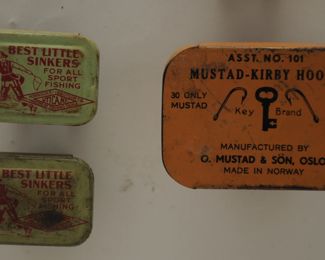 BEST LITTLE
SINKERS
FOR ALL
SPORT
FISHING
BEST LITTLE
SINKERS
FOR ALL
SPORT
FISHING
ASST. NO. 101
MUSTAD-KIRBY HOO
30 ONLY
MUSTAD
Key Brand
MANUFACTURED BY
O. MUSTAD & SÖN, OSLO
MADE IN NORWAY